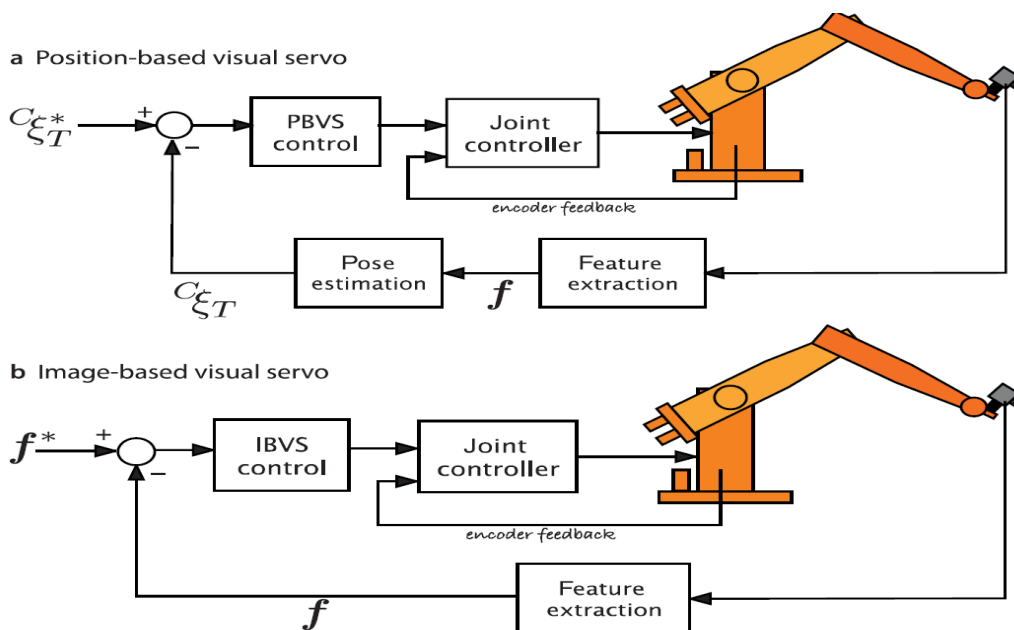 a Position-based visual servo
Cξ*T
+
−
PBVS
control
Joint
controller
encoder feedback
Pose
estimation
f
Feature
extraction
CξT
b Image-based visual servo
f*
+
−
IBVS
control
Joint
controller
encoder feedback
f
Feature
extraction